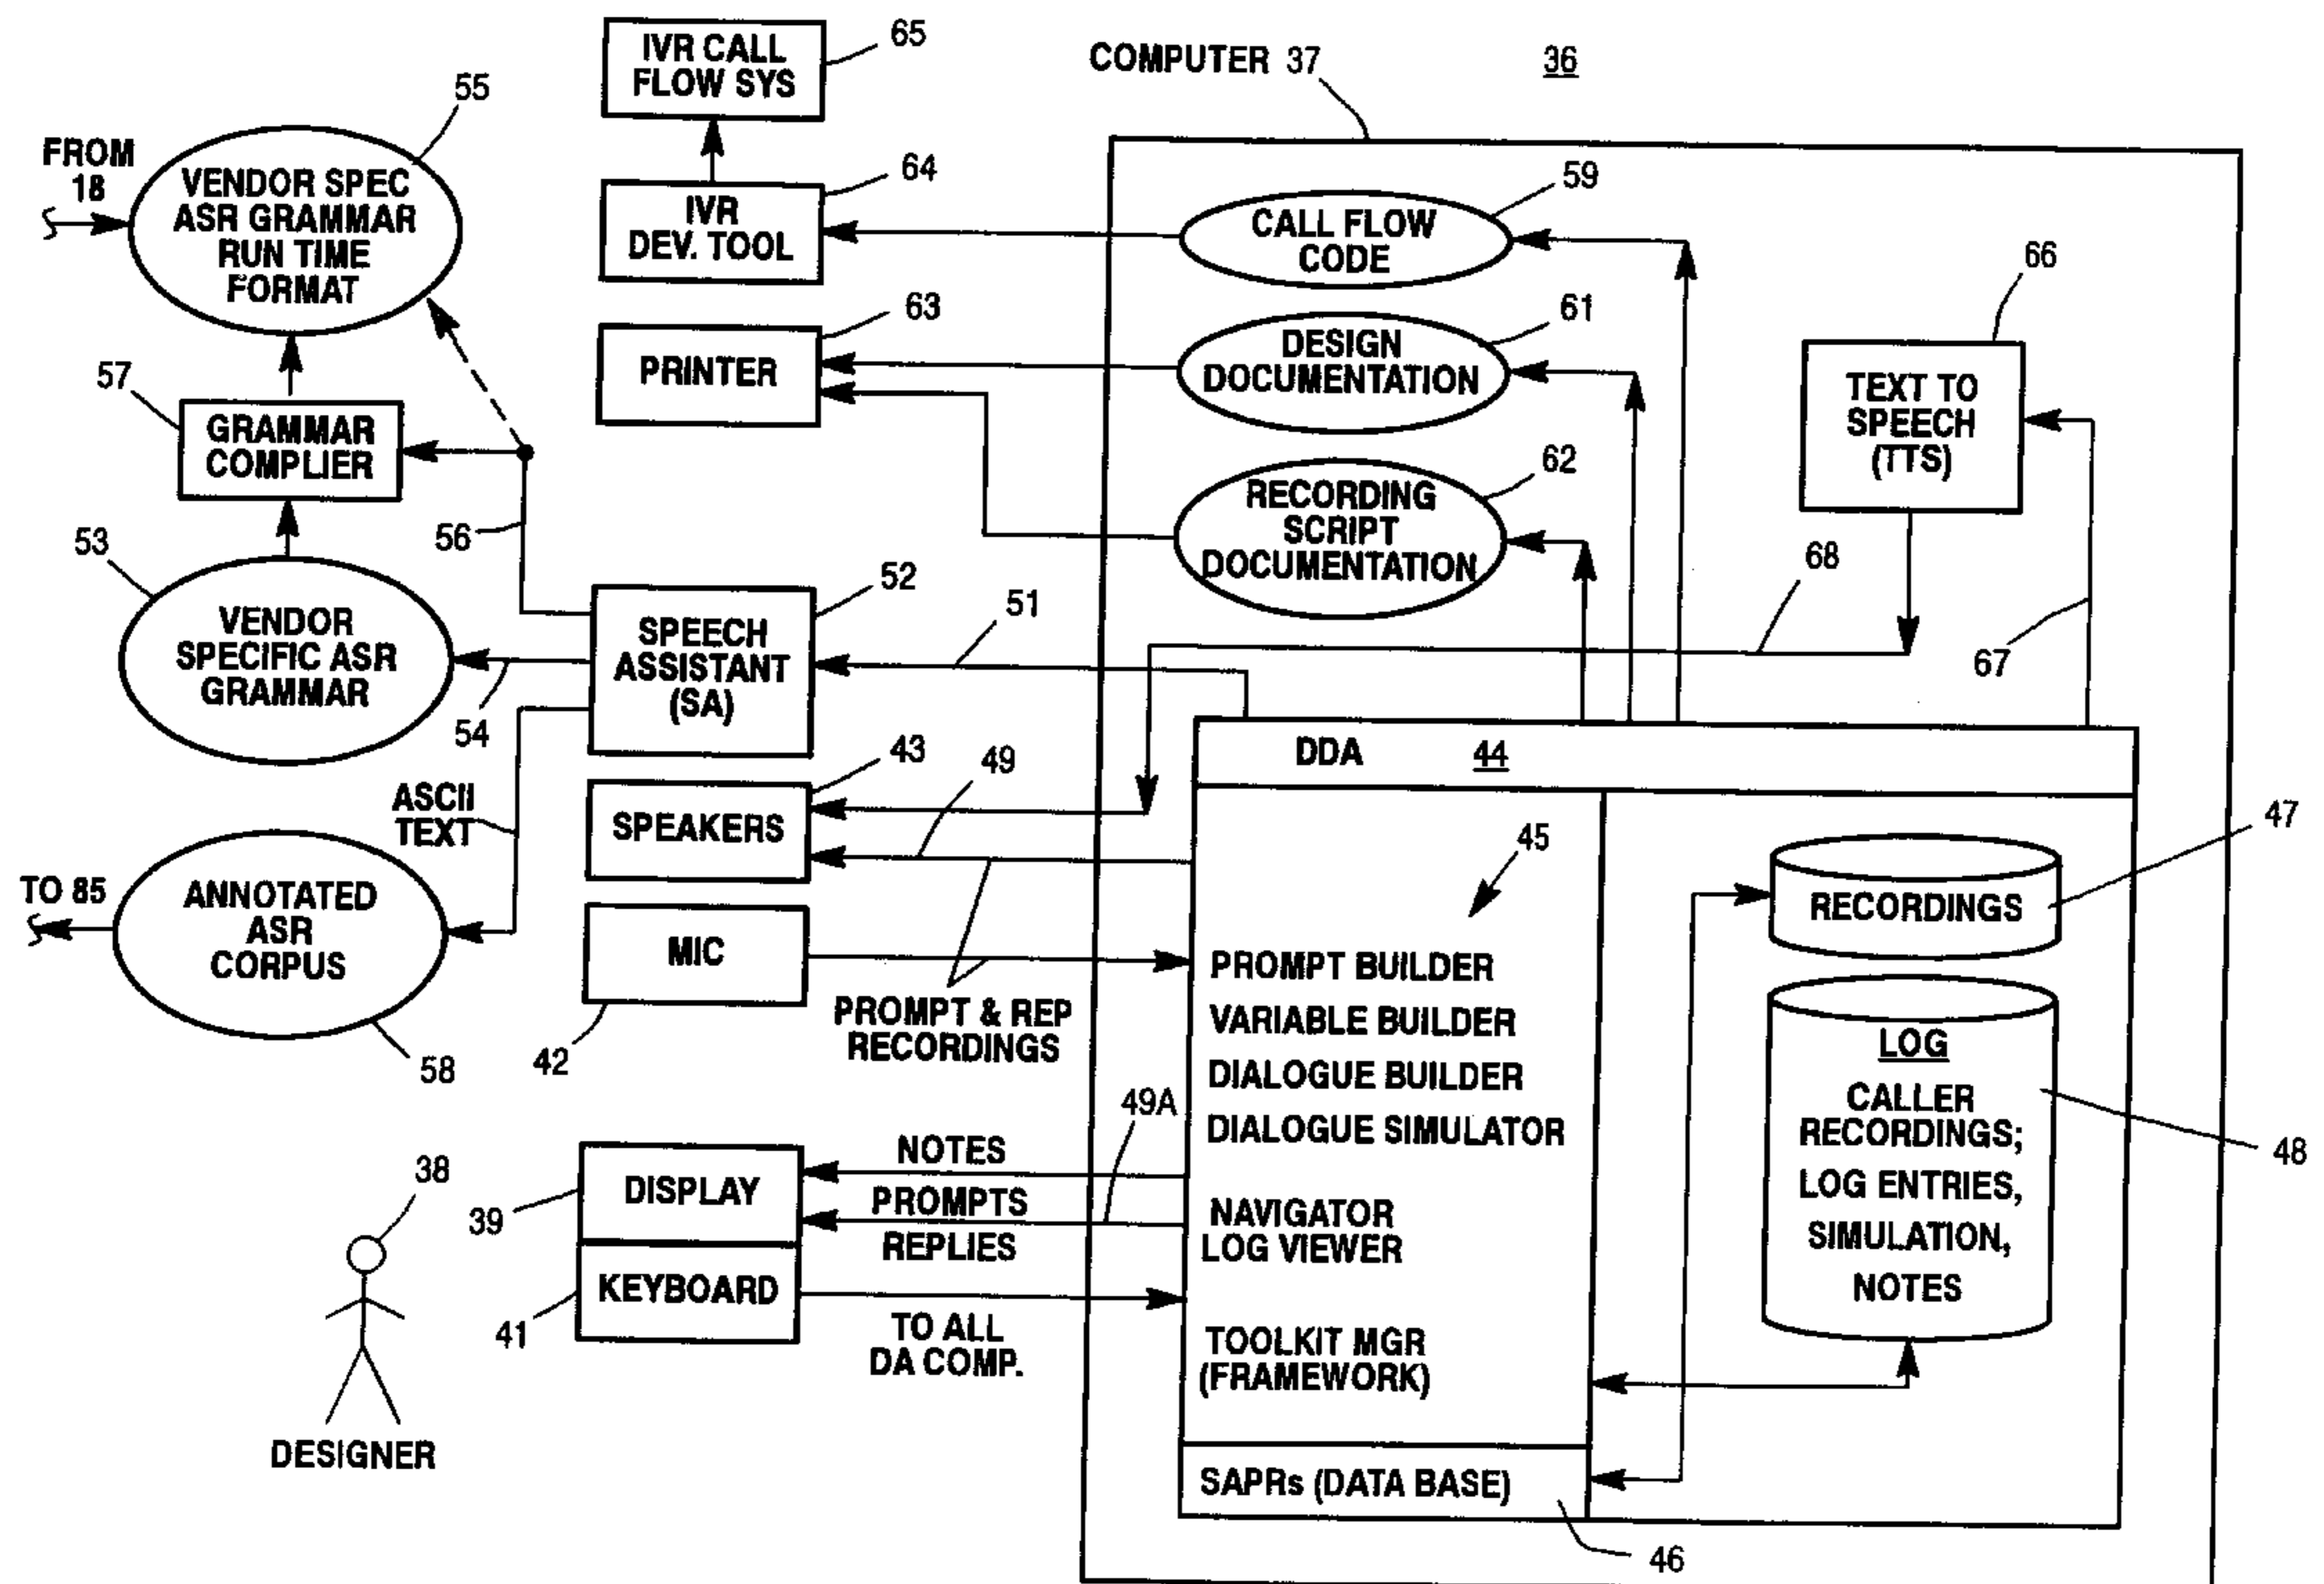 36
COMPUTER 37
65
IVR CALL
FLOW SYS
55
FROM
18
VENDOR SPEC
ASR GRAMMAR
RUN TIME
FORMAT
64
IVR
DEV. TOOL
59
CALL FLOW
CODE
63
PRINTER
61
DESIGN
DOCUMENTATION
66
TEXT TO
SPEECH
(TTS)
57
GRAMMAR
COMPLIER
62
RECORDING
SCRIPT
DOCUMENTATION
56
68
67
53
VENDOR
SPECIFIC ASR
GRAMMAR
54
52
SPEECH
ASSISTANT
(SA)
51
ASCII
TEXT
43
SPEAKERS
49
DDA 44
45
47
RECORDINGS
TO 85
ANNOTATED
ASR
CORPUS
58
MIC
42
PROMPT & REP
RECORDINGS
PROMPT BUILDER
VARIABLE BUILDER
DIALOGUE BUILDER
DIALOGUE SIMULATOR
NAVIGATOR
LOG VIEWER
TOOLKIT MGR
(FRAMEWORK)
LOG
CALLER
RECORDINGS;
LOG ENTRIES,
SIMULATION,
NOTES
48
49A
NOTES
PROMPTS
REPLIES
DISPLAY
39
KEYBOARD
41
TO ALL
DA COMP.
38
DESIGNER
SAPRs (DATA BASE)
46